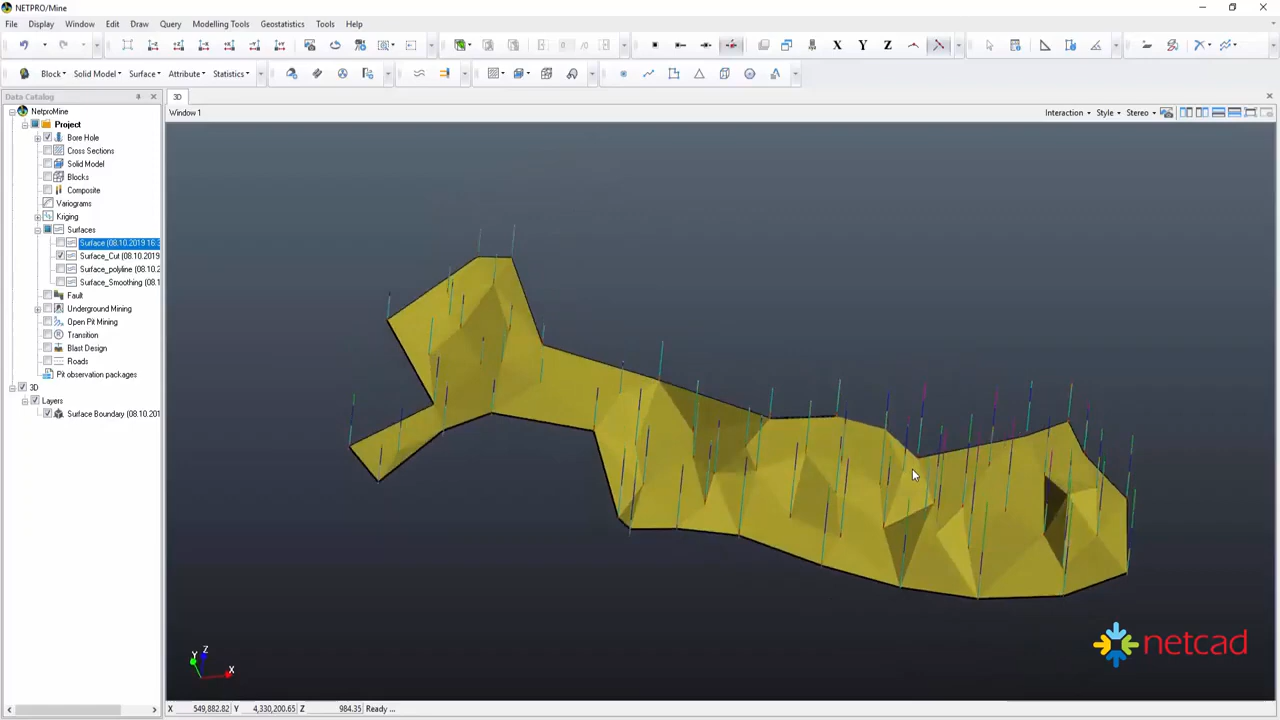 NETPRO/Mine
File Display Window Edit Draw Query Modelling Tools Geostatistics Tools Help
X Y Z
Block Solid Model Surface Attribute Statistics
Data Catalog
3D
Window 1
Interaction Style Stereo
NetproMine
Project
Bore Hole
Cross Sections
Solid Model
Blocks
Composite
Variograms
Kriging
Surfaces
Surface (08.10.2019 16:3
Surface_Cut (08.10.2019
Surface_polyline (08.10.2
Surface_Smoothing (08.1
Fault
Underground Mining
Open Pit Mining
Transition
Blast Design
Roads
Pit observation packages
3D
Layers
Surface Boundary (08.10.201
netcad
Y Z X
X 549,882.82 Y 4,330,200.65 Z 984.35 Ready ...